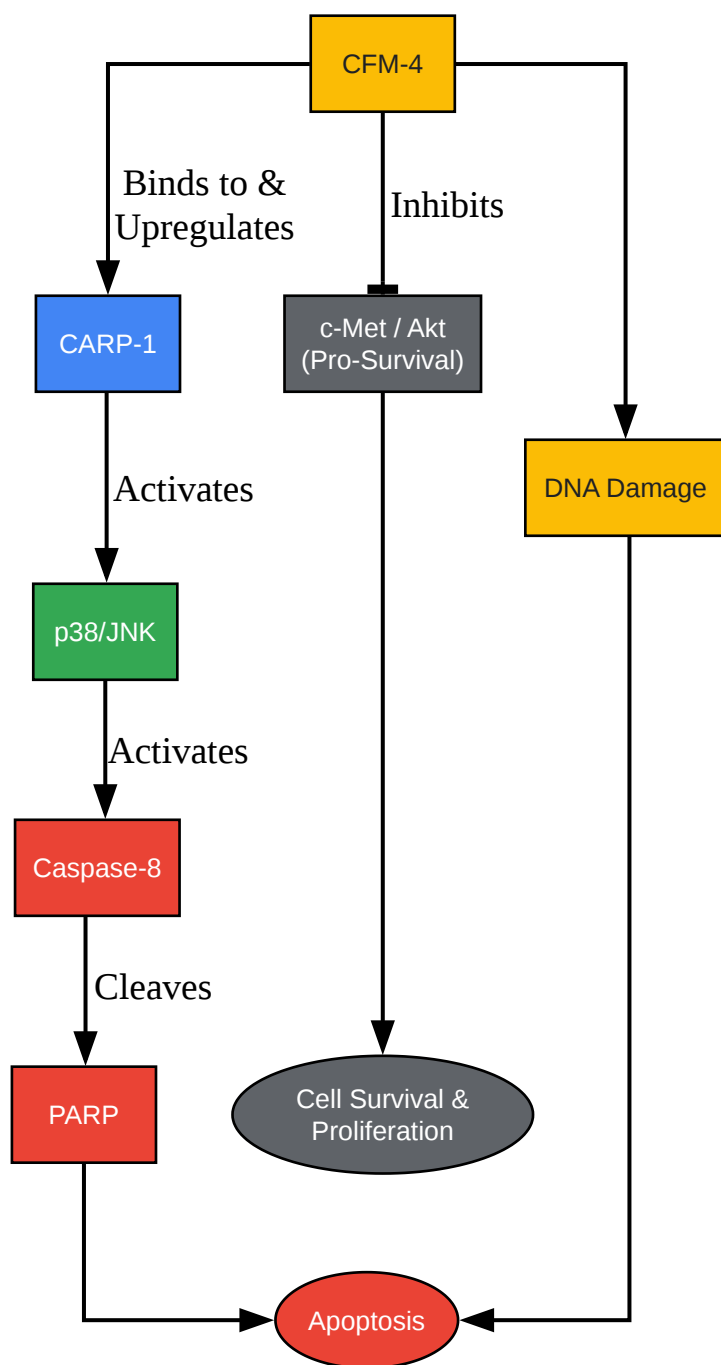 CFM-4
Binds to &
Upregulates
Inhibits
CARP-1
c-Met / Akt
(Pro-Survival)
Activates
DNA Damage
p38/JNK
Activates
Caspase-8
Cleaves
PARP
Cell Survival &
Proliferation
Apoptosis